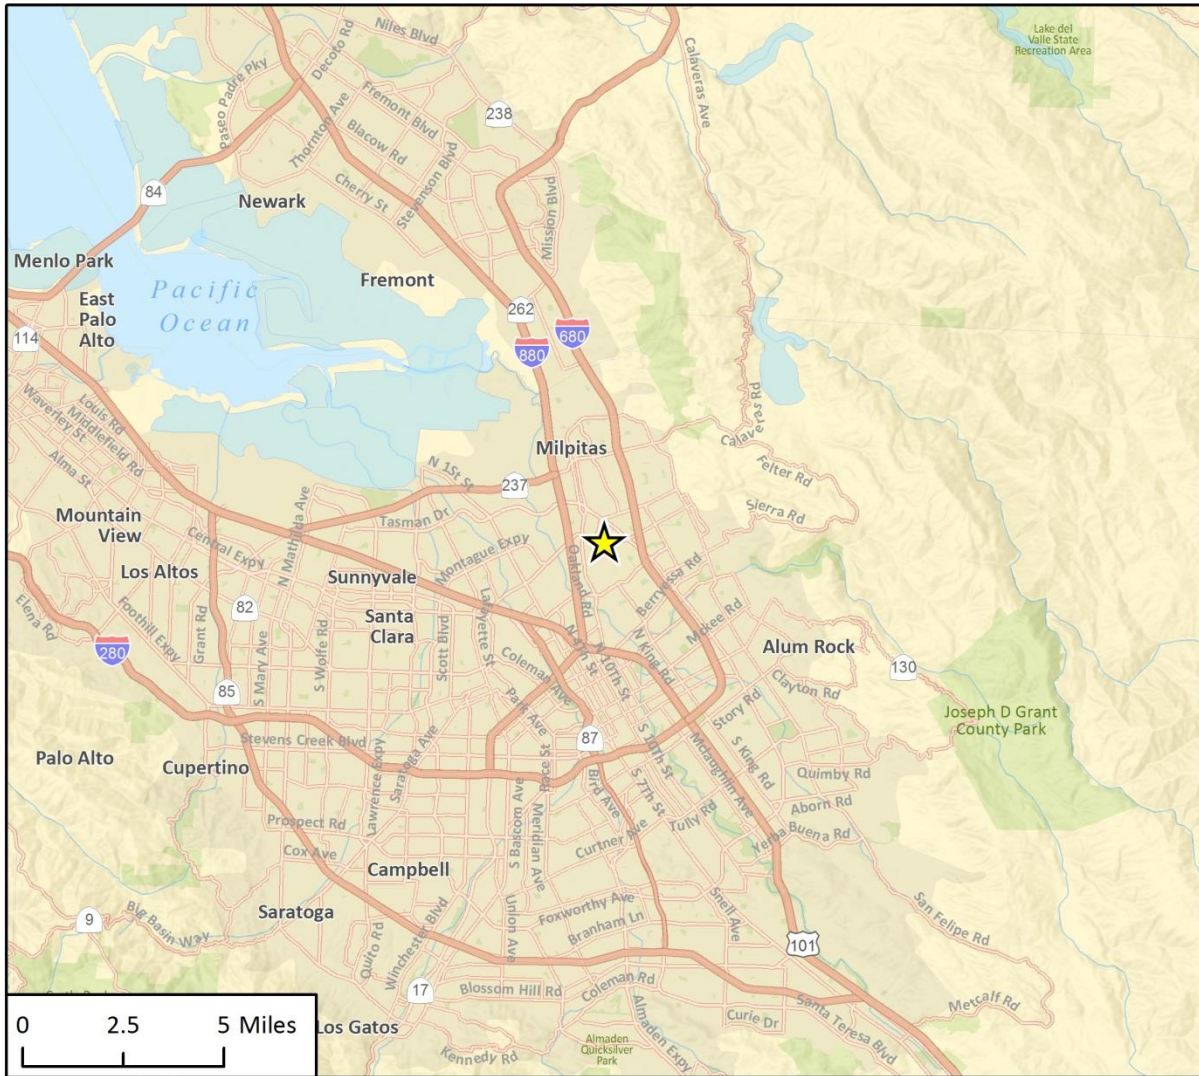 Niles Blvd
Decoto Rd
Paseo Padre Pky
Calaveras Ave
Lake del
Valle State
Recreation Area
Thornton Ave
Fremont Blvd
238
Blacow Rd
Stevenson Blvd
Cherry St
84
Newark
Mission Blvd
Menlo Park
Fremont
Pacific
Ocean
East
Palo
Alto
262
680
880
114
Louis Rd
Middlefield Rd
Waverley St
Alma St
Calaveras Rd
Calaveras
Milpitas
N 1St St
237
Felter Rd
Sierra Rd
Mountain
View
N Mathilda Ave
Tasman Dr
Central Expy
Montague Expy
Oakland Rd
Los Altos
Sunnyvale
Berryessa Rd
Elena Rd
Foothill Expy
Grant Rd
82
Santa
Clara
Scott Blvd
Lafayette St
Mckee Rd
280
S Mary Ave
S Wolfe Rd
N 4Th St
N 10Th St
N King Rd
Alum Rock
130
Coleman Ave
85
Clayton Rd
Park Ave
Story Rd
Joseph D Grant
County Park
Stevens Creek Blvd
87
S 10Th St
Palo Alto
Cupertino
Lawrence Expy
Saratoga Ave
Race St
Bird Ave
S 7Th St
Mclaughlin Ave
S King Rd
Quimby Rd
Aborn Rd
Prospect Rd
S Bascom Ave
Meridian Ave
Tully Rd
Yerba Buena Rd
Cox Ave
Curtner Ave
Campbell
Saratoga
Union Ave
Foxworthy Ave
Branham Ln
Snell Ave
San Felipe Rd
9
Big Basin Way
Quito Rd
Winchester Blvd
101
17
Blossom Hill Rd
Coleman Rd
Metcalf Rd
Santa Teresa Blvd
Curie Dr
0 2.5 5 Miles
Los Gatos
Kennedy Rd
Almaden
Quicksilver
Park
Almaden Expy